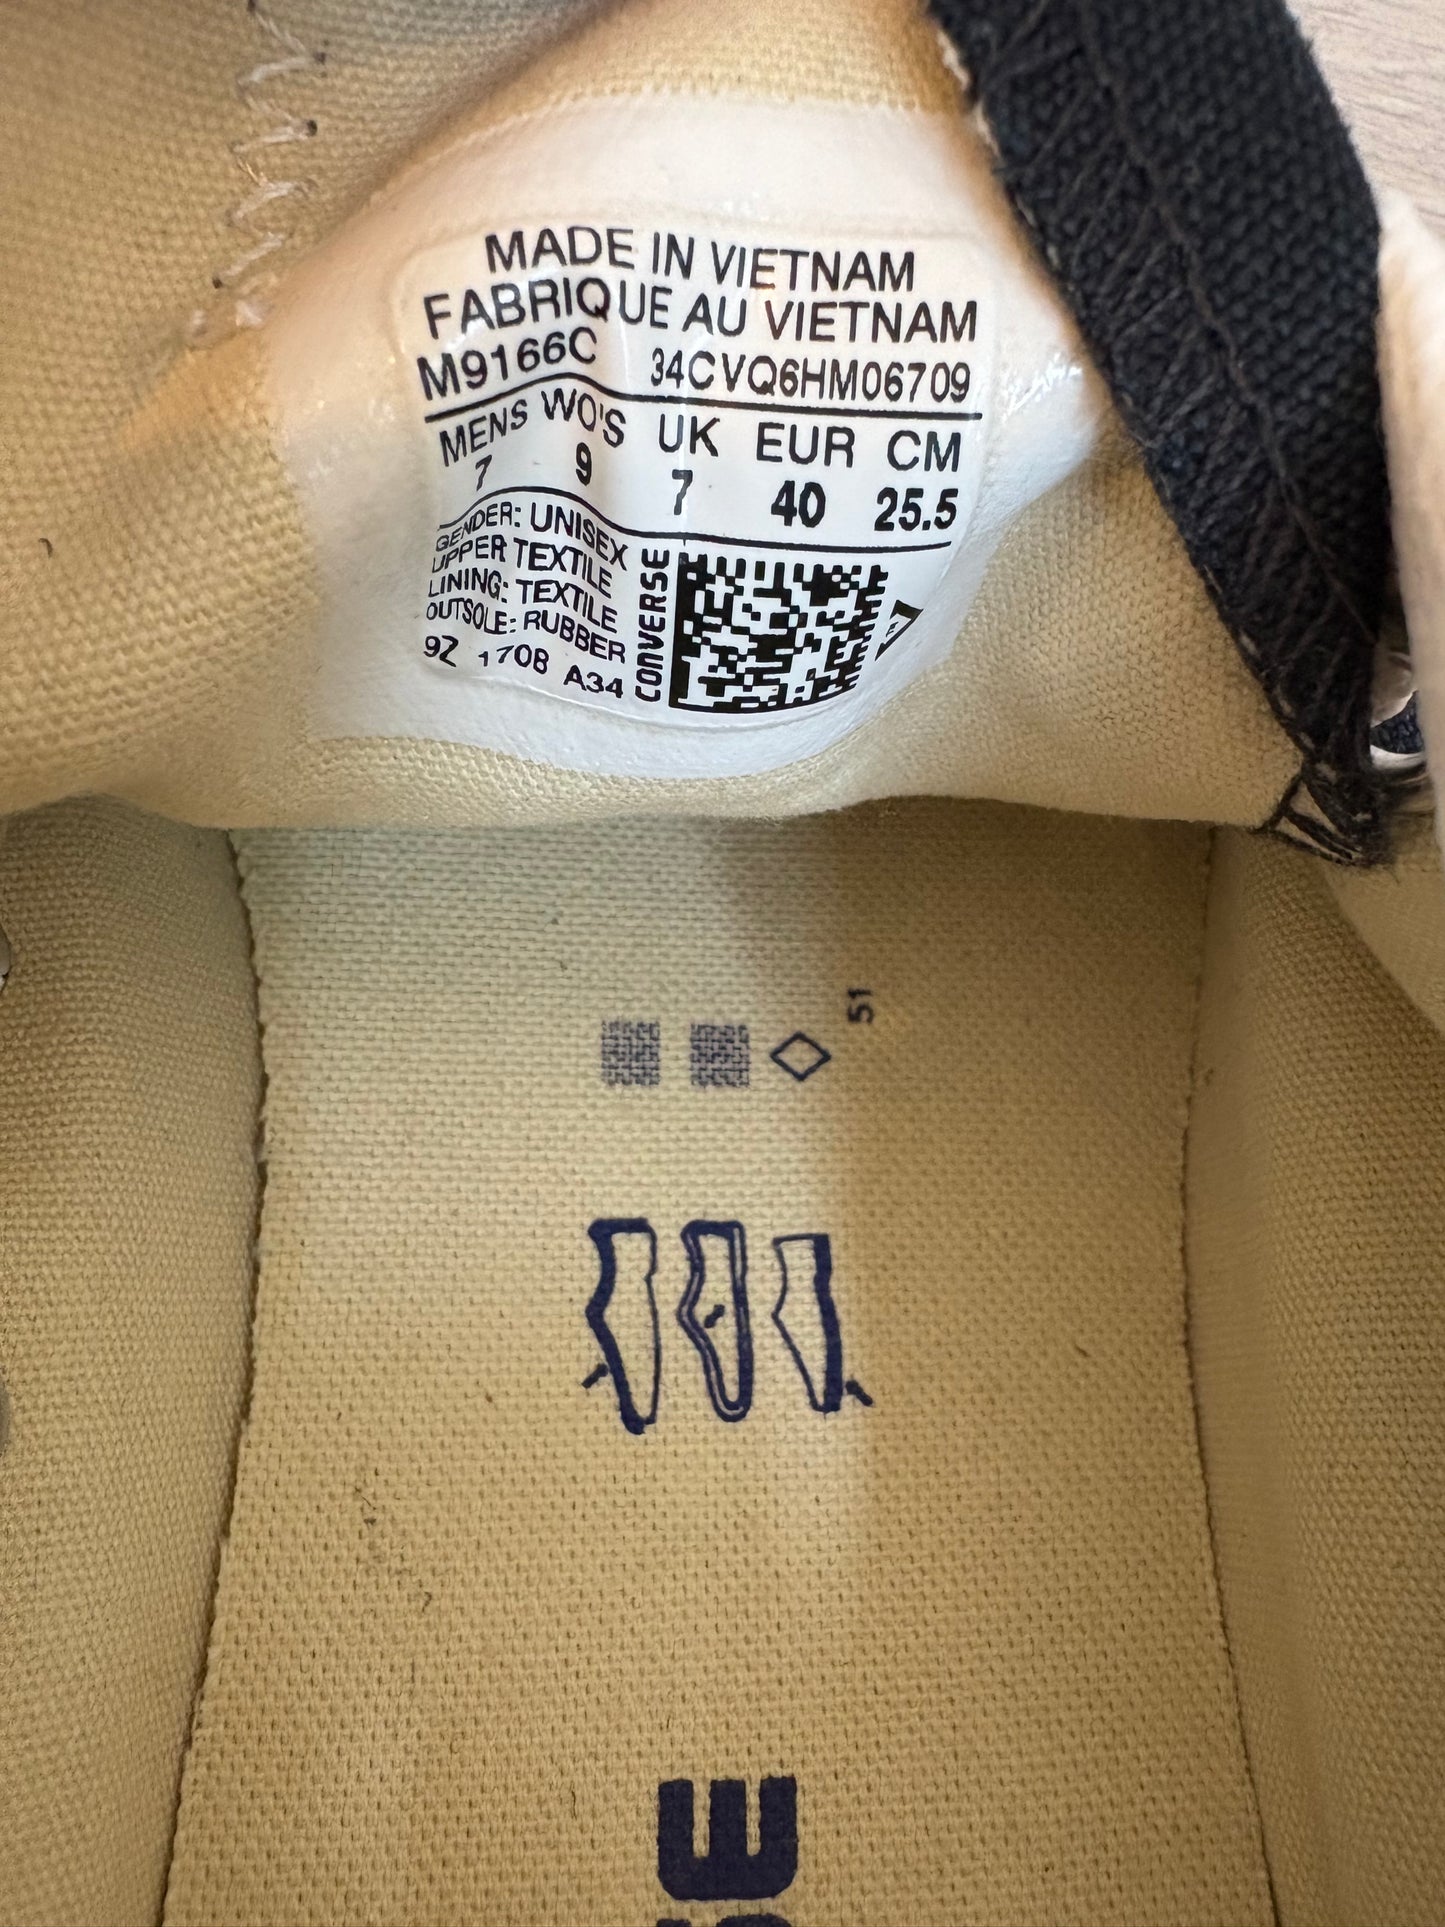 MADE IN VIETNAM
FABRIQUE AU VIETNAM
M9166C 34CVQ6HM06709
MENS WO'S UK EUR CM
7 9 7 40 25.5
GENDER: UNISEX
UPPER TEXTILE
LINING: TEXTILE
OUTSOLE: RUBBER
9Z 1708 A34
CONVERSE
51
SE